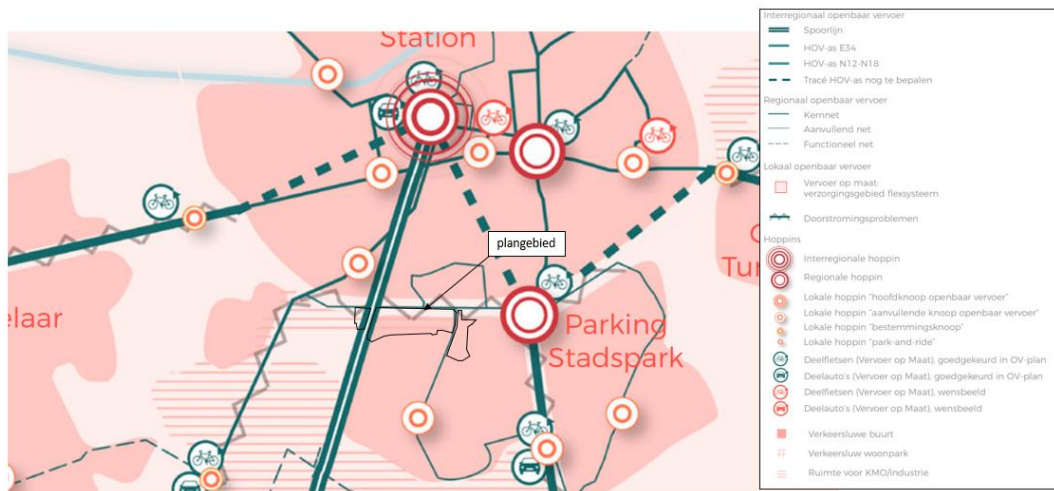 Station
plangebied
elaar
Parking
Stadspark
Interregionaal openbaar vervoer
Spoorlijn
HOV-as E34
HOV-as N12-N18
Tracé HOV-as nog te bepalen
Regionaal openbaar vervoer
Kernnet
Aanvullend net
Functioneel net
Lokaal openbaar vervoer
Vervoer op maat:
verzorgingsgebied flexsysteem
Doorstromingsproblemen
Hoppins
Interregionale hoppin
Regionale hoppin
Lokale hoppin "hoofdknoop openbaar vervoer"
Lokale hoppin "aanvullende knoop openbaar vervoer"
Lokale hoppin "bestemmingsknoop"
Lokale hoppin "park-and-ride"
Deelfietsen (Vervoer op Maat), goedgekeurd in OV-plan
Deelauto's (Vervoer op Maat), goedgekeurd in OV-plan
Deelfietsen (Vervoer op Maat), wensbeeld
Deelauto's (Vervoer op Maat), wensbeeld
Verkeersluwe buurt
Verkeersluw woonpark
Ruimte voor KMO/industrie